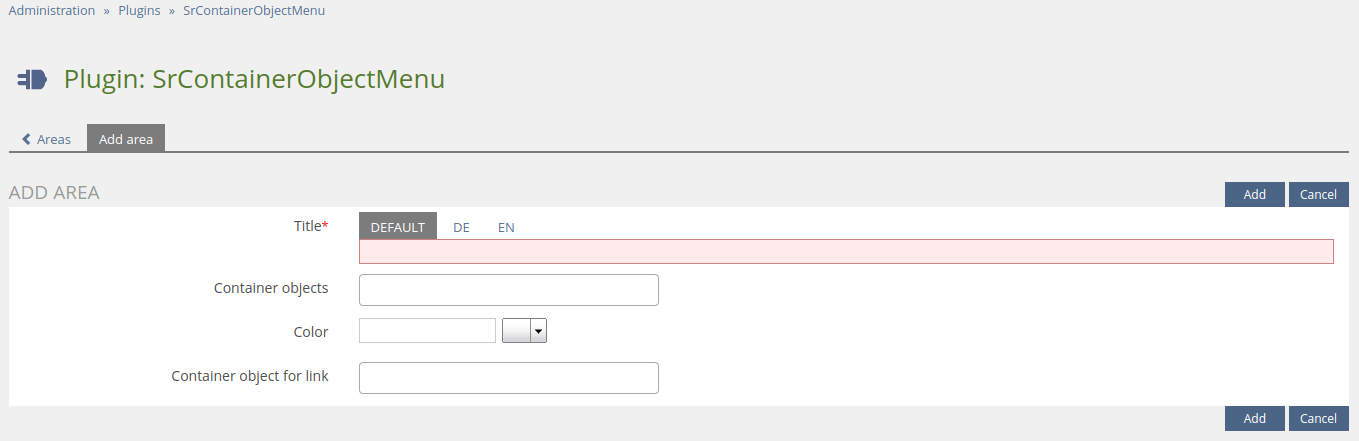 Administration » Plugins » SrContainerObjectMenu
Plugin: SrContainerObjectMenu
Areas Add area
ADD AREA Add Cancel
Title* DEFAULT DE EN
Container objects
Color
Container object for link
Add Cancel